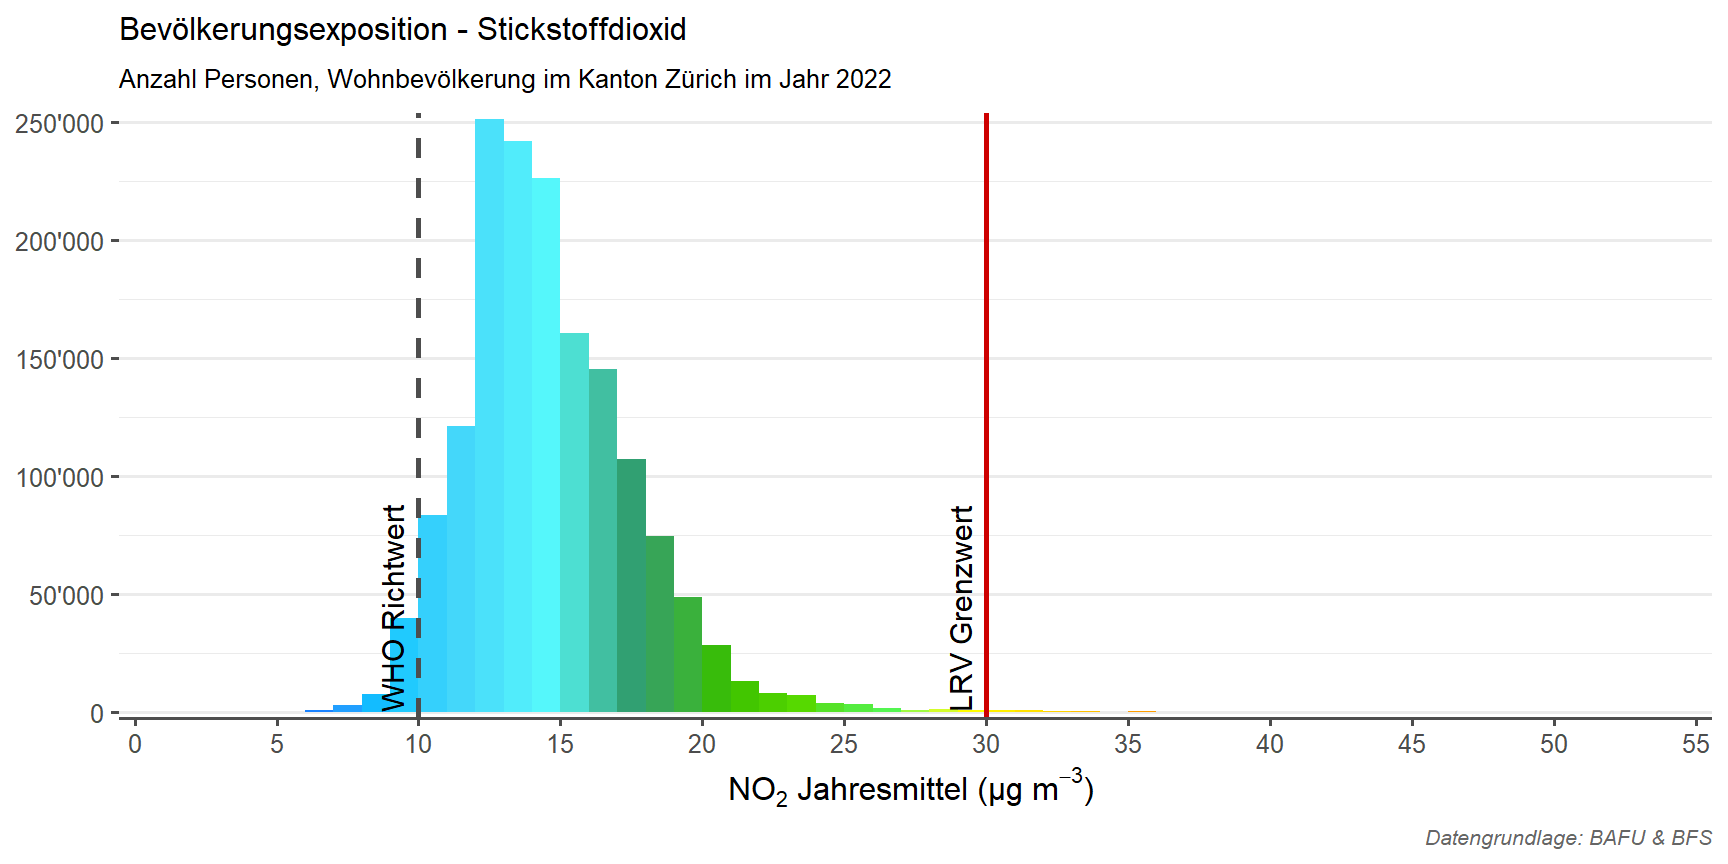 Bevölkerungsexposition - Stickstoffdioxid
Anzahl Personen, Wohnbevölkerung im Kanton Zürich im Jahr 2022
250'000
200'000
150'000
100'000
50'000
0
WHO Richtwert
LRV Grenzwert
0 5 10 15 20 25 30 35 40 45 50 55
NO₂ Jahresmittel (µg m⁻³)
Datengrundlage: BAFU & BFS